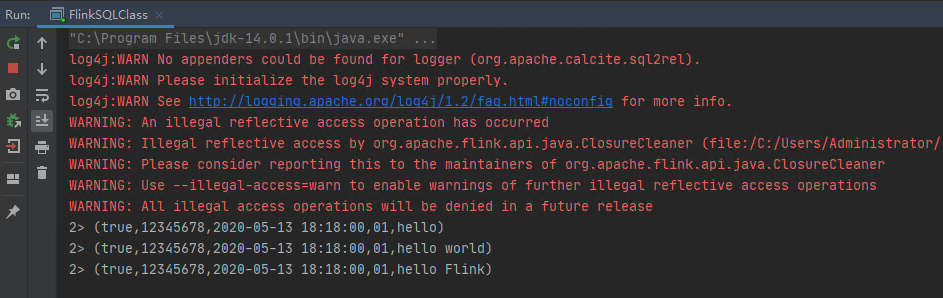 Run: FlinkSQLClass
"C:\Program Files\jdk-14.0.1\bin\java.exe" ...
log4j:WARN No appenders could be found for logger (org.apache.calcite.sql2rel).
log4j:WARN Please initialize the log4j system properly.
log4j:WARN See http://logging.apache.org/log4j/1.2/faq.html#noconfig for more info.
WARNING: An illegal reflective access operation has occurred
WARNING: Illegal reflective access by org.apache.flink.api.java.ClosureCleaner (file:/C:/Users/Administrator/
WARNING: Please consider reporting this to the maintainers of org.apache.flink.api.java.ClosureCleaner
WARNING: Use --illegal-access=warn to enable warnings of further illegal reflective access operations
WARNING: All illegal access operations will be denied in a future release
2> (true,12345678,2020-05-13 18:18:00,01,hello)
2> (true,12345678,2020-05-13 18:18:00,01,hello world)
2> (true,12345678,2020-05-13 18:18:00,01,hello Flink)